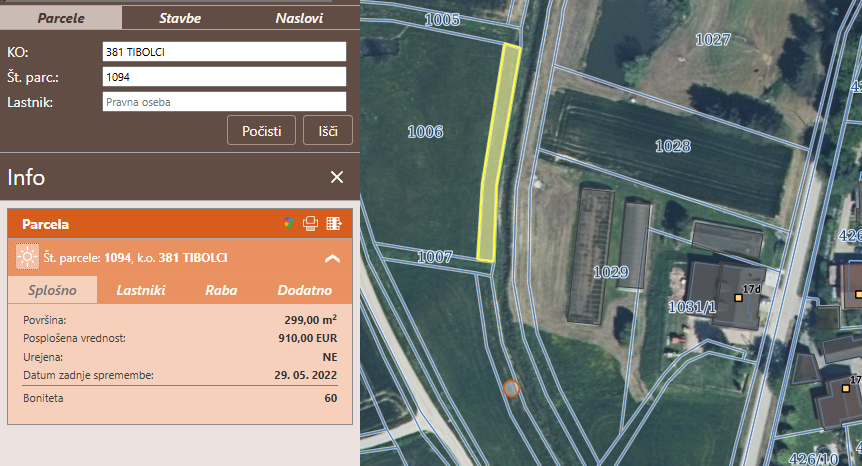 Parcele Stavbe Naslovi
KO: 381 TIBOLCI
Št. parc.: 1094
Lastnik: Pravna oseba
Počisti Išči
Info
Parcela
Št. parcele: 1094, k.o. 381 TIBOLCI
Splošno Lastniki Raba Dodatno
Površina: 299,00 m²
Posplošena vrednost: 910,00 EUR
Urejena: NE
Datum zadnje spremembe: 29. 05. 2022
Boniteta 60
1005
1027
1006
1028
1007
1029
17d
1031/1
426/10